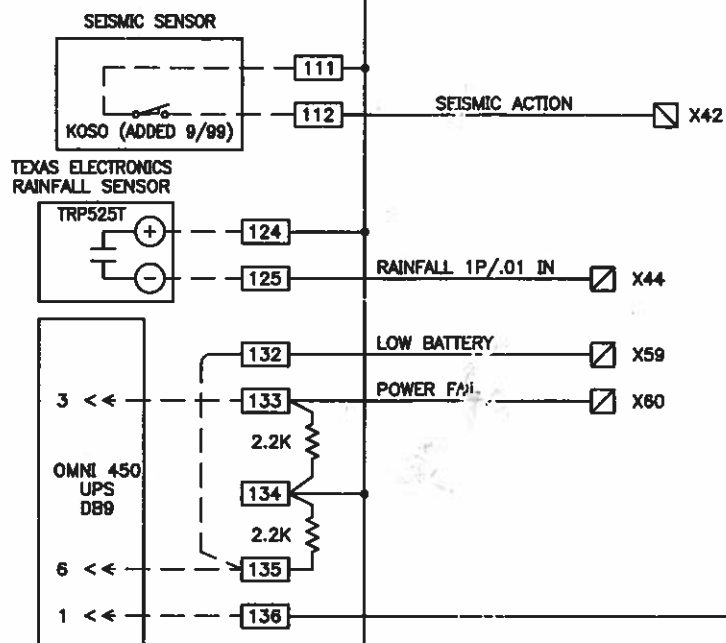 SEISMIC SENSOR
111
112
SEISMIC ACTION
X42
KOSO (ADDED 9/99)
TEXAS ELECTRONICS
RAINFALL SENSOR
TRP525T
+
124
-
125
RAINFALL 1P/.01 IN
X44
132
LOW BATTERY
X59
3 <<
133
POWER FAIL
X60
2.2K
OMNI 450
UPS
DB9
134
2.2K
6 <<
135
1 <<
136